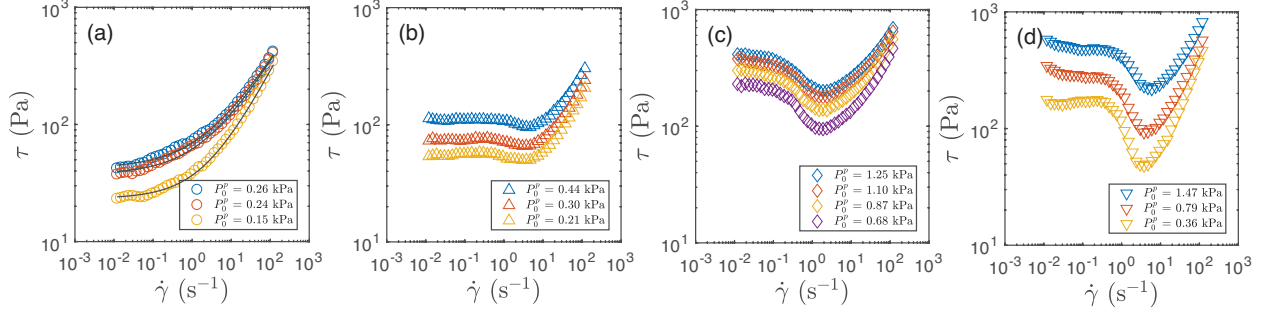 (a)
10³
10²
10¹
τ (Pa)
P₀ᵖ = 0.26 kPa
P₀ᵖ = 0.24 kPa
P₀ᵖ = 0.15 kPa
10⁻³ 10⁻² 10⁻¹ 10⁰ 10¹ 10² 10³
γ̇ (s⁻¹)
(b)
10³
10²
10¹
τ (Pa)
P₀ᵖ = 0.44 kPa
P₀ᵖ = 0.30 kPa
P₀ᵖ = 0.21 kPa
10⁻³ 10⁻² 10⁻¹ 10⁰ 10¹ 10² 10³
γ̇ (s⁻¹)
(c)
10³
10²
10¹
τ (Pa)
P₀ᵖ = 1.25 kPa
P₀ᵖ = 1.10 kPa
P₀ᵖ = 0.87 kPa
P₀ᵖ = 0.68 kPa
10⁻³ 10⁻² 10⁻¹ 10⁰ 10¹ 10² 10³
γ̇ (s⁻¹)
(d)
10³
10²
10¹
τ (Pa)
P₀ᵖ = 1.47 kPa
P₀ᵖ = 0.79 kPa
P₀ᵖ = 0.36 kPa
10⁻³ 10⁻² 10⁻¹ 10⁰ 10¹ 10² 10³
γ̇ (s⁻¹)